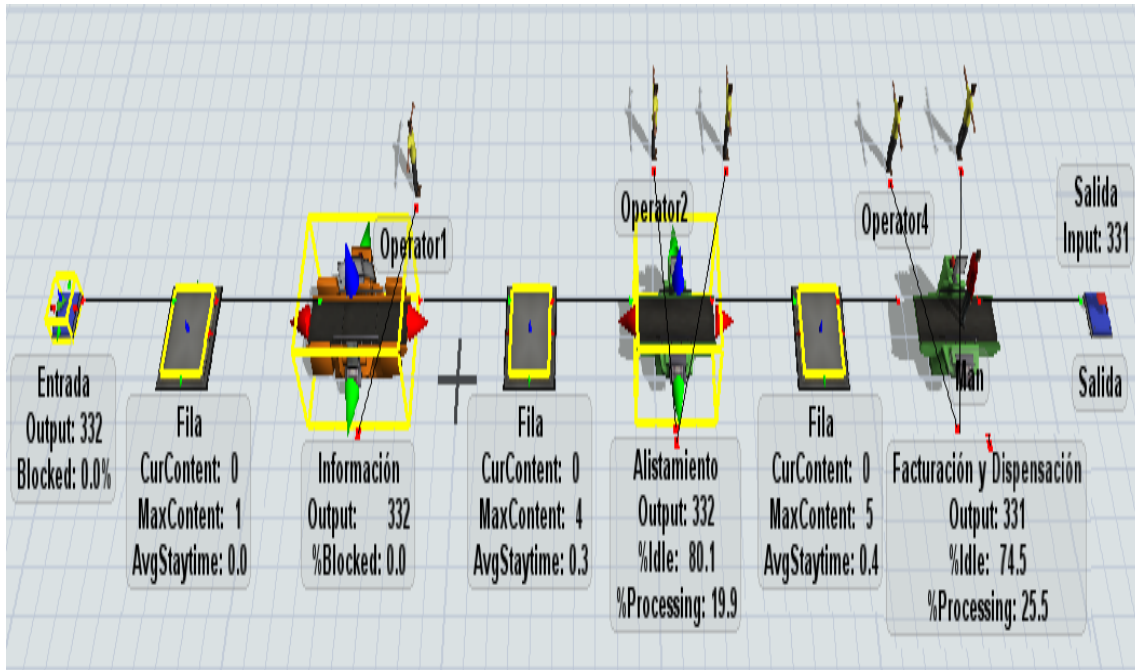 Operator1
Operator2
Operator4
Salida
Input: 331
Entrada
Output: 332
Blocked: 0.0%
Fila
CurContent: 0
MaxContent: 1
AvgStaytime: 0.0
Información
Output: 332
%Blocked: 0.0
Fila
CurContent: 0
MaxContent: 4
AvgStaytime: 0.3
Alistamiento
Output: 332
%Idle: 80.1
%Processing: 19.9
Fila
CurContent: 0
MaxContent: 5
AvgStaytime: 0.4
Man
Facturación y Dispensación
Output: 331
%Idle: 74.5
%Processing: 25.5
Salida